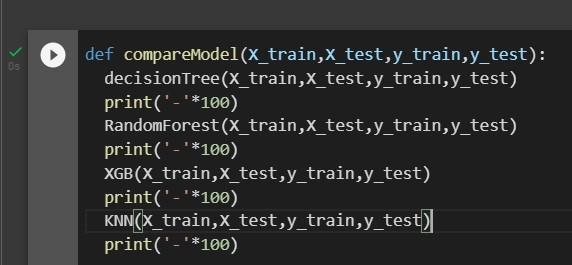 def compareModel(X_train,X_test,y_train,y_test):
0s
  decisionTree(X_train,X_test,y_train,y_test)
  print('-'*100)
  RandomForest(X_train,X_test,y_train,y_test)
  print('-'*100)
  XGB(X_train,X_test,y_train,y_test)
  print('-'*100)
  KNN(X_train,X_test,y_train,y_test)
  print('-'*100)